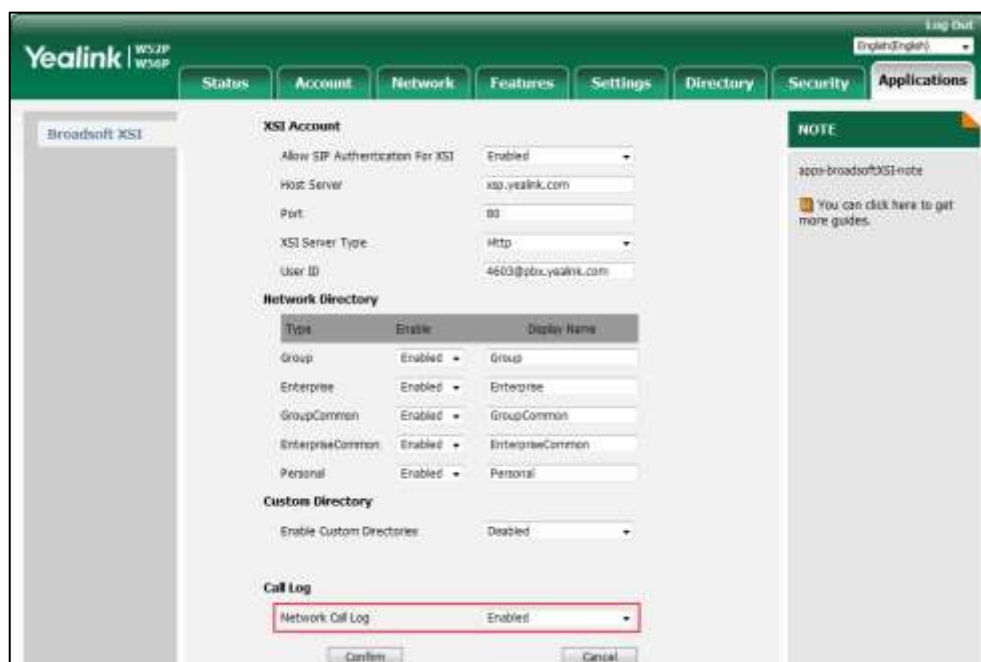 Log Out
Yealink W52P W56P
English(English)
Status Account Network Features Settings Directory Security Applications
Broadsoft XSI
XSI Account
Allow SIP Authentication For XSI Enabled
Host Server xsp.yealink.com
Port 80
XSI Server Type Http
User ID 4603@pbx.yealink.com
Network Directory
Type Enable Display Name
Group Enabled Group
Enterprise Enabled Enterprise
GroupCommon Enabled GroupCommon
EnterpriseCommon Enabled EnterpriseCommon
Personal Enabled Personal
Custom Directory
Enable Custom Directories Disabled
Call Log
Network Call Log Enabled
Confirm Cancel
NOTE
apps-broadsoftXSI-note
You can click here to get
more guides.